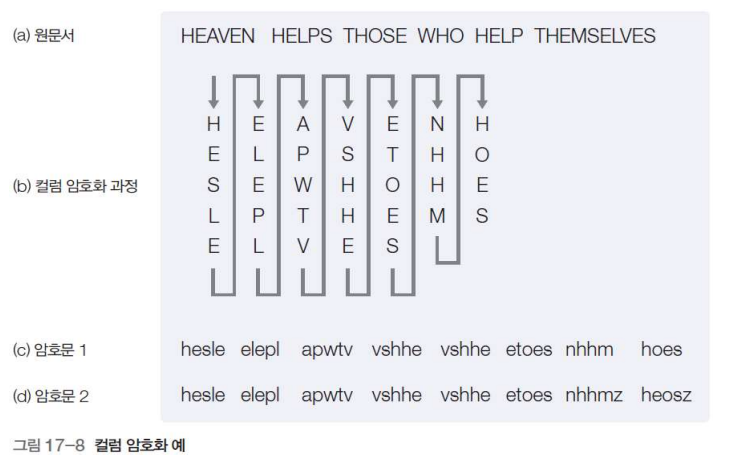 (a) 원문서 HEAVEN HELPS THOSE WHO HELP THEMSELVES
H E A V E N H
E L P S T H O
(b) 컬럼 암호화 과정 S E W H O H E
L P T H E M S
E L V E S
(c) 암호문 1 hesle elepl apwtv vshhe vshhe etoes nhhm hoes
(d) 암호문 2 hesle elepl apwtv vshhe vshhe etoes nhhmz heosz
그림 17-8 컬럼 암호화 예